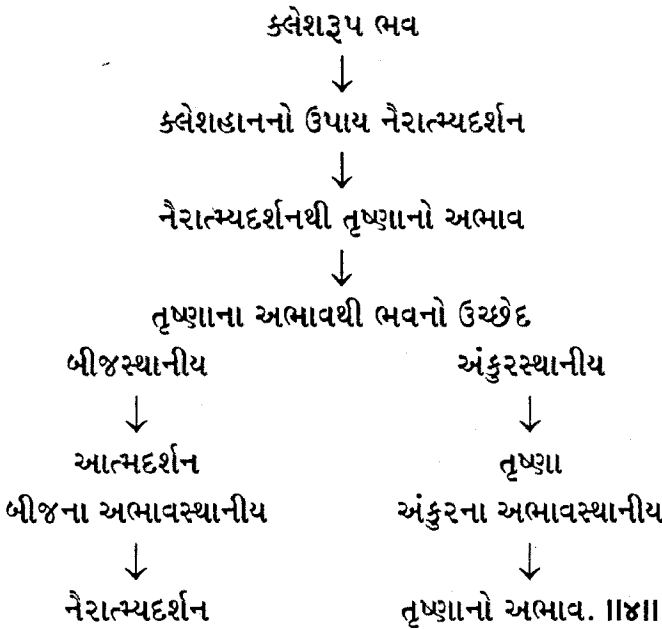 ક્લેશરૂપ ભવ
↓
ક્લેશહાનનો ઉપાય નૈરાત્મ્યદર્શન
↓
નૈરાત્મ્યદર્શનથી તૃષ્ણાનો અભાવ
↓
તૃષ્ણાના અભાવથી ભવનો ઉચ્છેદ
બીજસ્થાનીય અંકુરસ્થાનીય
↓ ↓
આત્મદર્શન તૃષ્ણા
બીજના અભાવસ્થાનીય અંકુરના અભાવસ્થાનીય
↓ ↓
નૈરાત્મ્યદર્શન તૃષ્ણાનો અભાવ. ॥૪॥